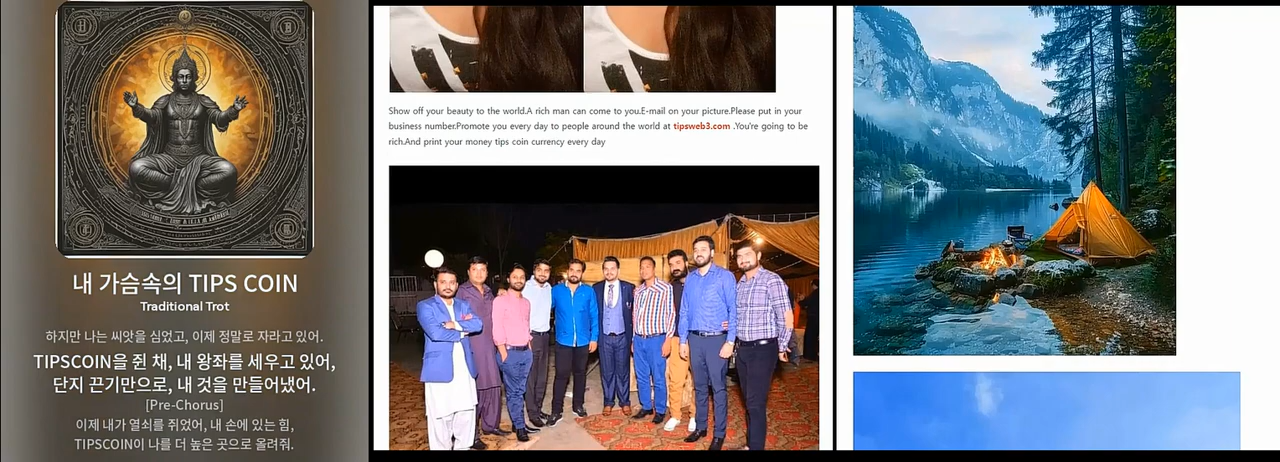 내 가슴속의 TIPS COIN
Traditional Trot
하지만 나는 씨앗을 심었고, 이제 정말로 자라고 있어.
TIPSCOIN을 쥔 채, 내 왕좌를 세우고 있어,
단지 끈기만으로, 내 것을 만들어냈어.
[Pre-Chorus]
이제 내가 열쇠를 쥐었어, 내 손에 있는 힘,
TIPSCOIN이 나를 더 높은 곳으로 올려줘.
Show off your beauty to the world.A rich man can come to you.E-mail on your picture.Please put in your
business number.Promote you every day to people around the world at tipsweb3.com .You're going to be
rich.And print your money tips coin currency every day